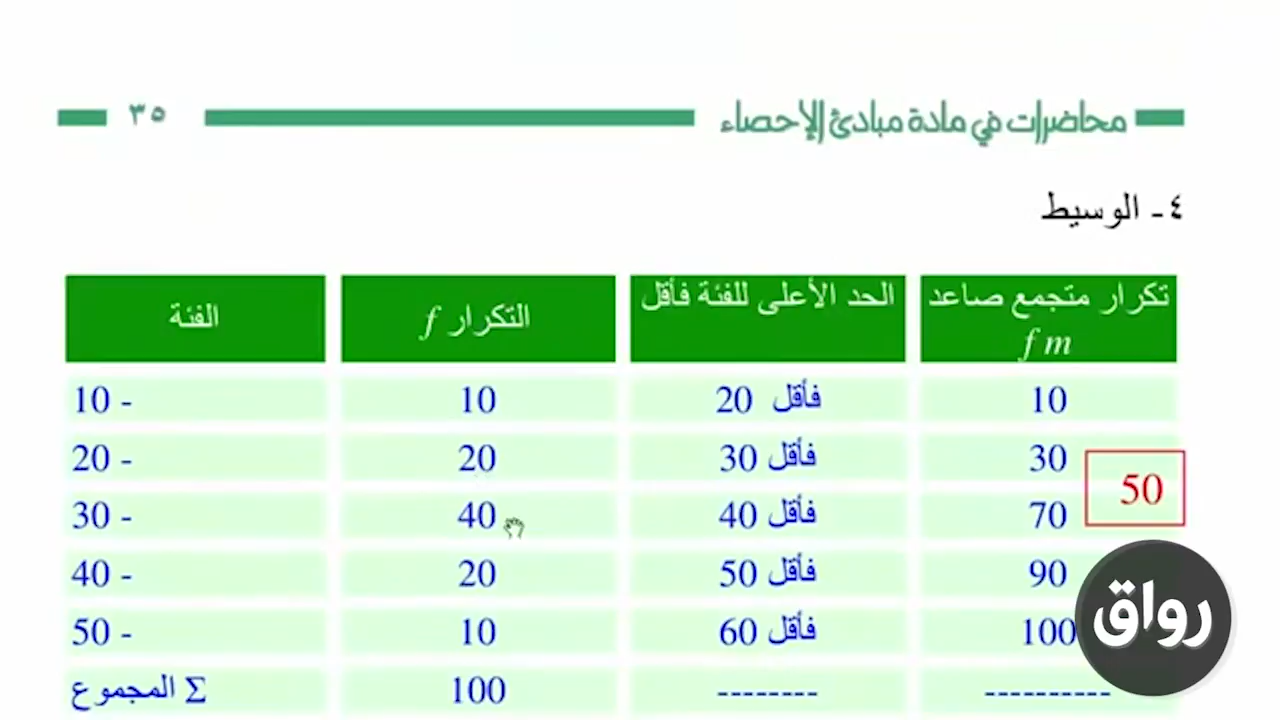 محاضرات في مادة مبادئ الإحصاء ٣٥
٤ - الوسيط
الفئة التكرار f الحد الأعلى للفئة فأقل تكرار متجمع صاعد f m
10 - 10 فأقل 20 10
20 - 20 فأقل 30 30
50
30 - 40 فأقل 40 70
40 - 20 فأقل 50 90
50 - 10 فأقل 60 100
المجموع Σ 100 -------- ----------
رواق